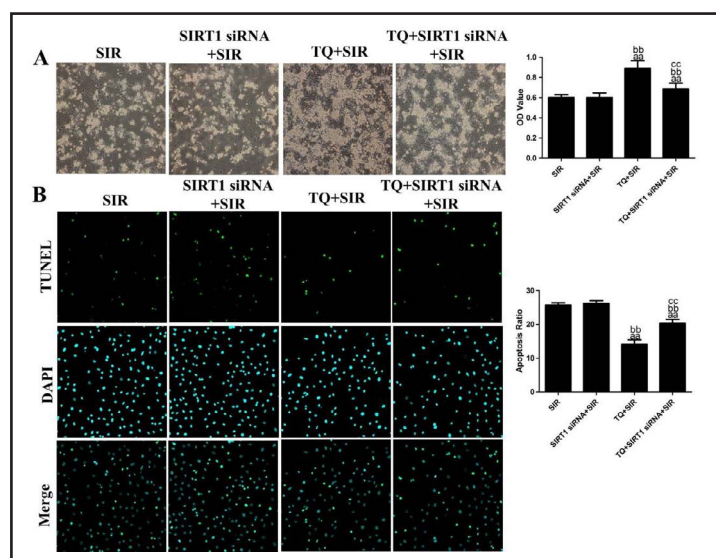 A
SIR
SIRT1 siRNA
+SIR
TQ+SIR
TQ+SIRT1 siRNA
+SIR
OD Value
1.0
0.8
0.6
0.4
0.2
0.0
bb
aa
cc
bb
aa
SIR
SIRT1 siRNA+SIR
TQ+SIR
TQ+SIRT1 siRNA+SIR
B
SIR
SIRT1 siRNA
+SIR
TQ+SIR
TQ+SIRT1 siRNA
+SIR
TUNEL
DAPI
Merge
Apoptosis Ratio
30
20
10
0
bb
aa
cc
bb
aa
SIR
SIRT1 siRNA+SIR
TQ+SIR
TQ+SIRT1 siRNA+SIR